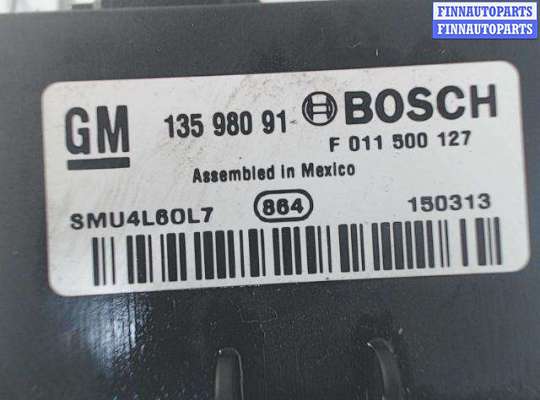 FINNAUTOPARTS
FINNAUTOPARTS
GM 135 980 91 BOSCH
F 011 500 127
Assembled in Mexico
SMU4L60L7 864 150313